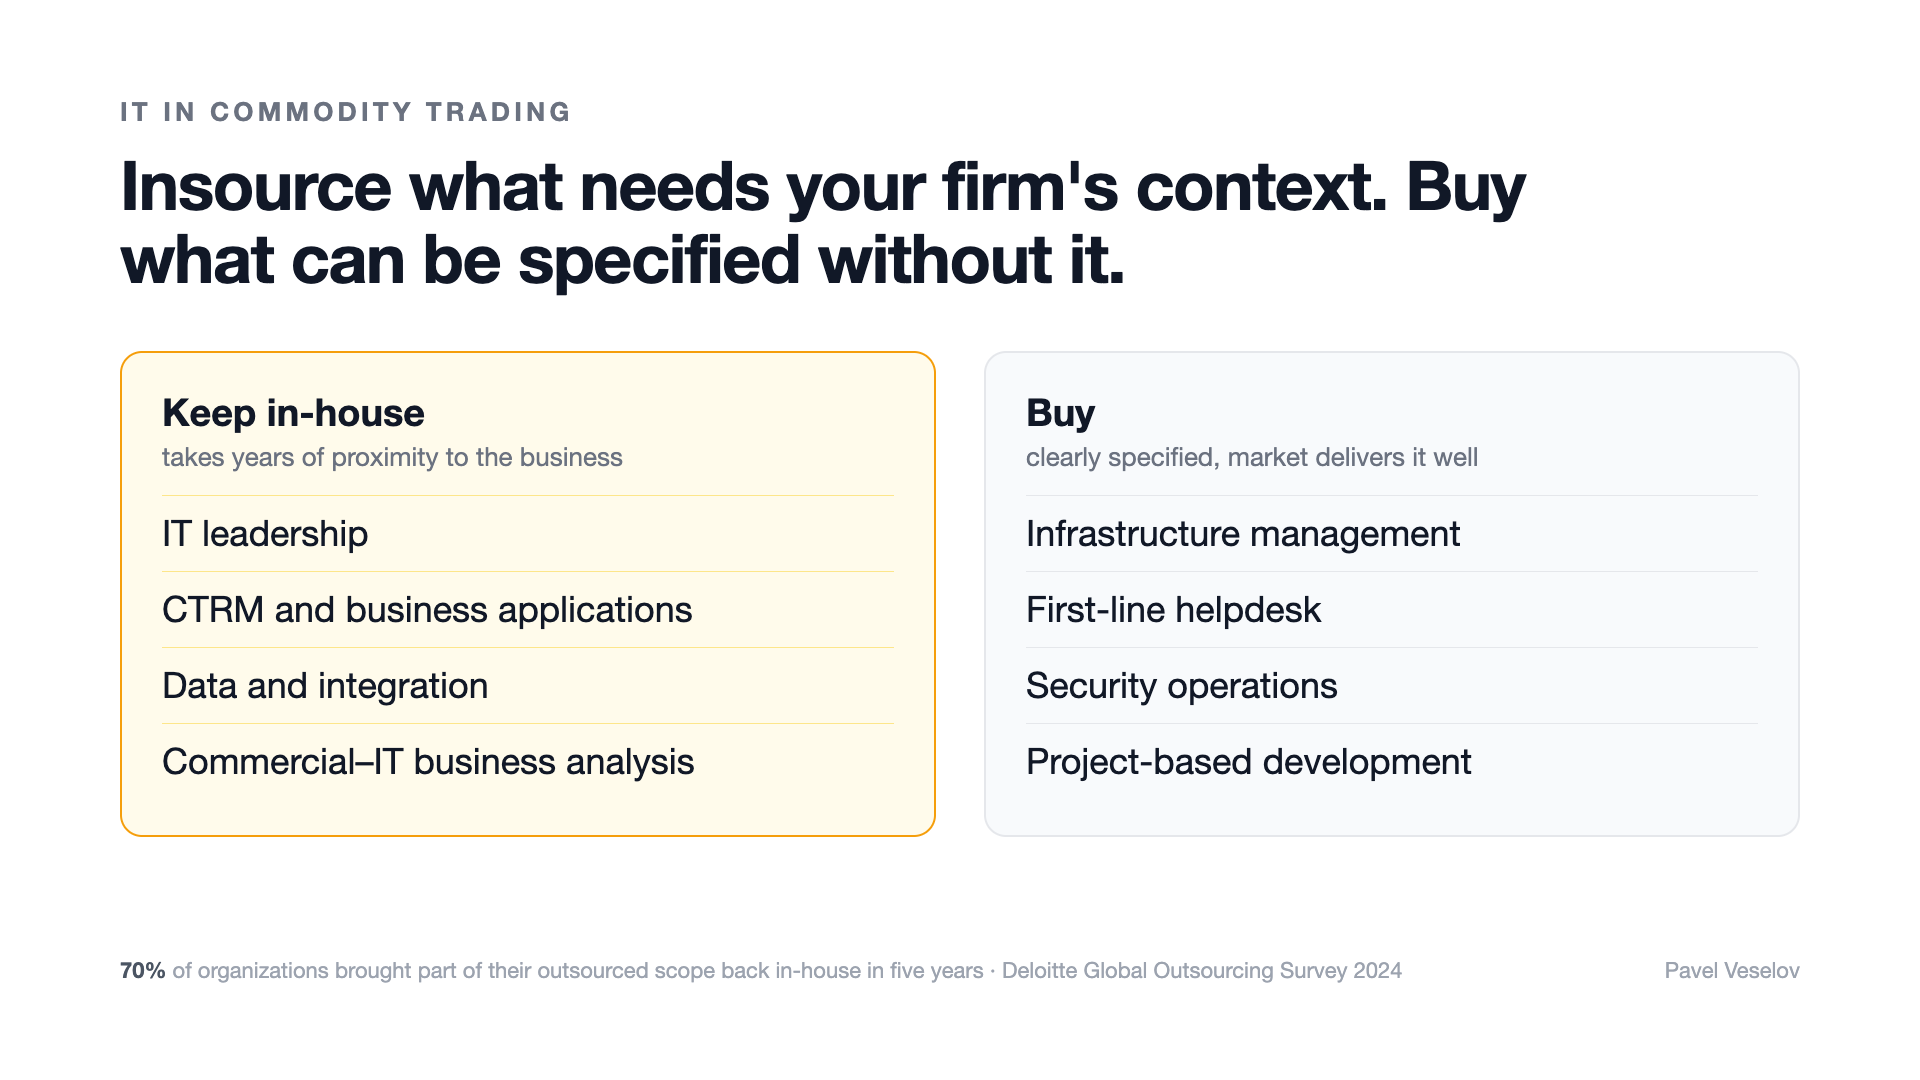 IT IN COMMODITY TRADING
Insource what needs your firm's context. Buy
what can be specified without it.
Keep in-house
takes years of proximity to the business
IT leadership
CTRM and business applications
Data and integration
Commercial–IT business analysis
Buy
clearly specified, market delivers it well
Infrastructure management
First-line helpdesk
Security operations
Project-based development
70% of organizations brought part of their outsourced scope back in-house in five years · Deloitte Global Outsourcing Survey 2024
Pavel Veselov